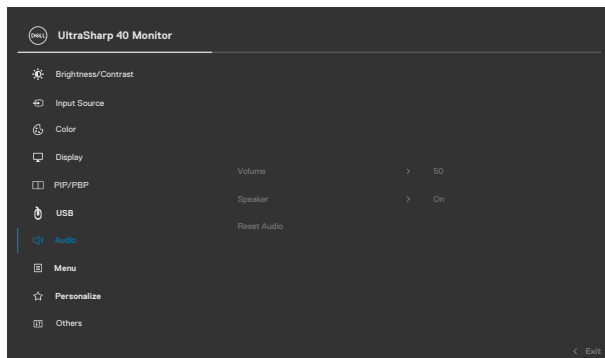 DELL UltraSharp 40 Monitor
Brightness/Contrast
Input Source
Color
Display
PIP/PBP
USB
Audio
Menu
Personalize
Others
Volume > 50
Speaker > On
Reset Audio
< Exit